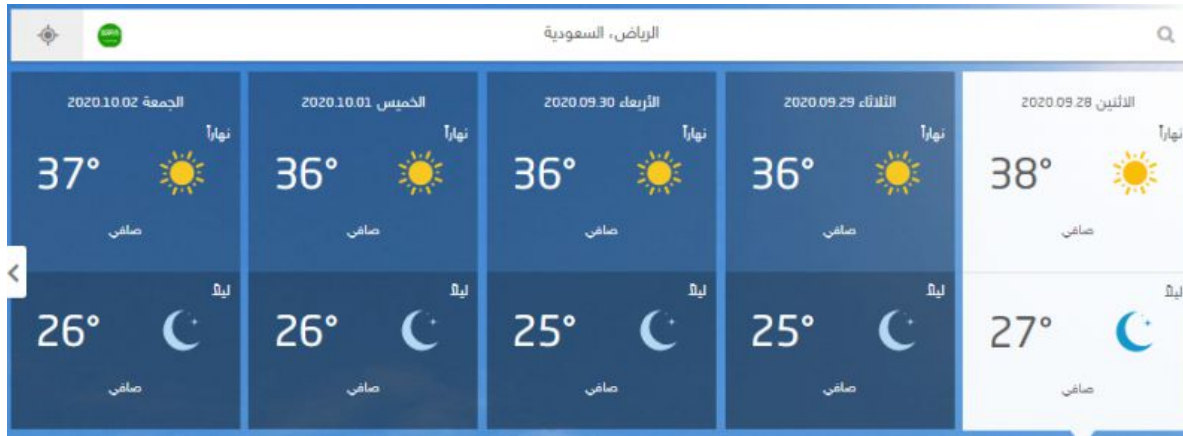 الرياض، السعودية
الاثنين 2020.09.28
نهاراً
38°
صافي
ليلاً
27°
صافي
الثلاثاء 2020.09.29
نهاراً
36°
صافي
ليلاً
25°
صافي
الأربعاء 2020.09.30
نهاراً
36°
صافي
ليلاً
25°
صافي
الخميس 2020.10.01
نهاراً
36°
صافي
ليلاً
26°
صافي
الجمعة 2020.10.02
نهاراً
37°
صافي
ليلاً
26°
صافي